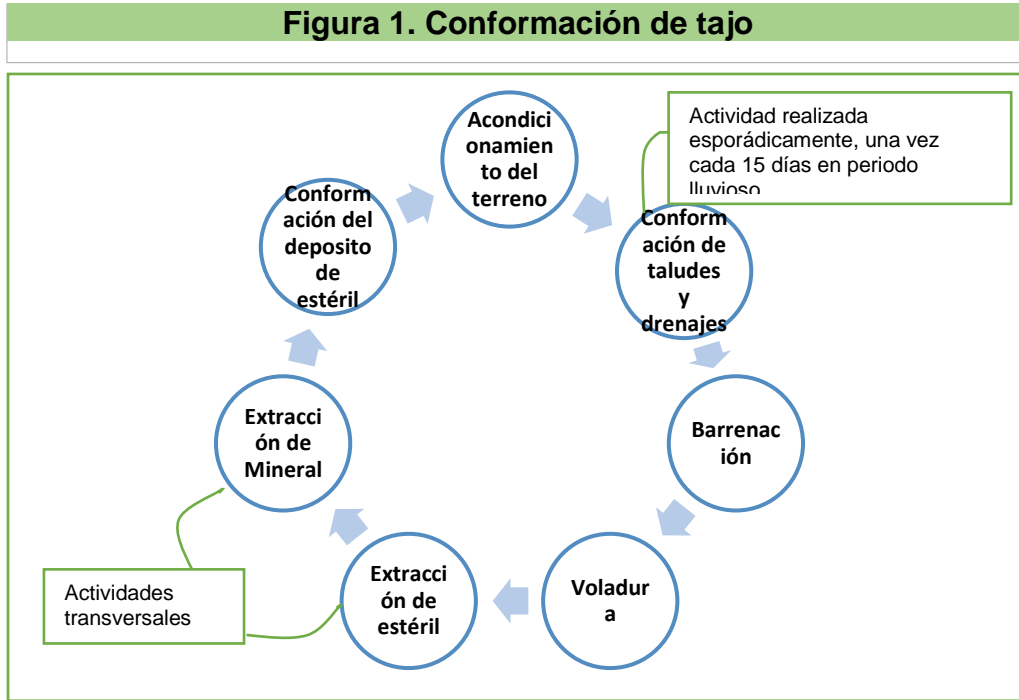 Figura 1. Conformación de tajo
Acondici
onamien
to del
terreno
Actividad realizada
esporádicamente, una vez
cada 15 días en periodo
lluvioso
Conform
ación de
taludes
y
drenajes
Barrenac
ión
Voladur
a
Extracci
ón de
estéril
Extracci
ón de
Mineral
Conform
ación del
deposito
de
estéril
Actividades
transversales